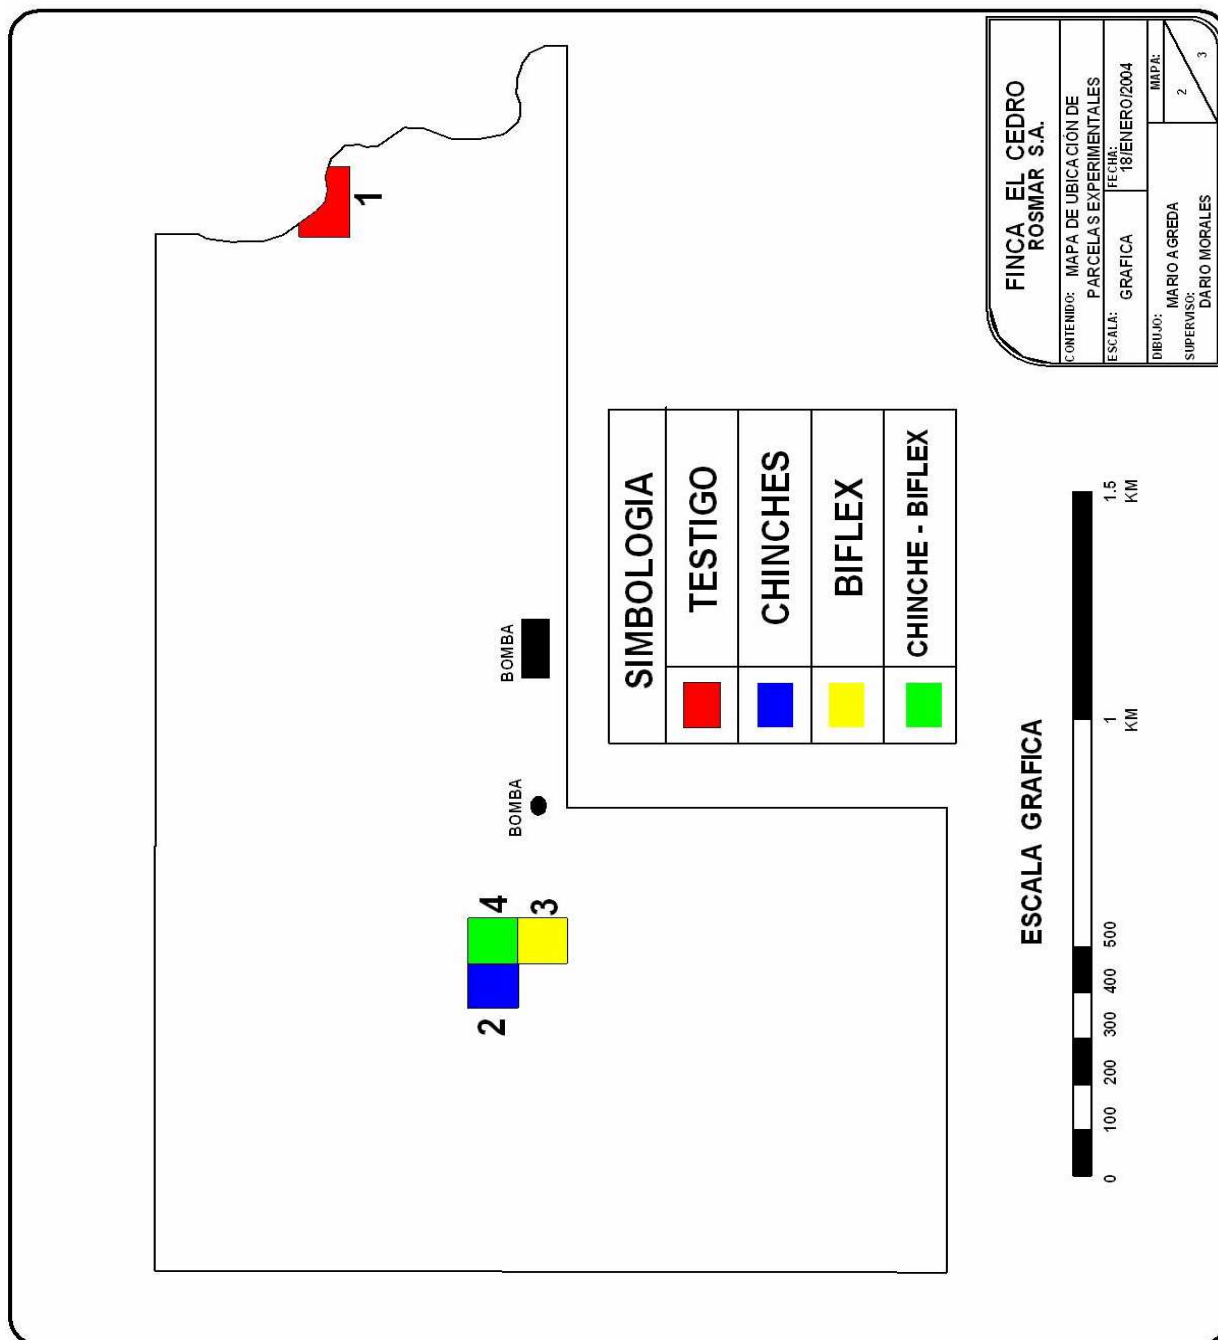 1
BOMBA
BOMBA
4
3
2
SIMBOLOGIA
TESTIGO
CHINCHES
BIFLEX
CHINCHE - BIFLEX
ESCALA GRAFICA
0 100 200 300 400 500 1 1.5
KM KM
FINCA EL CEDRO
ROSMAR S.A.
CONTENIDO: MAPA DE UBICACIÓN DE
PARCELAS EXPERIMENTALES
ESCALA: GRAFICA
FECHA: 18/ENERO/2004
DIBUJO: MARIO AGREDA
SUPERVISO: DARIO MORALES
MAPA:
2
3